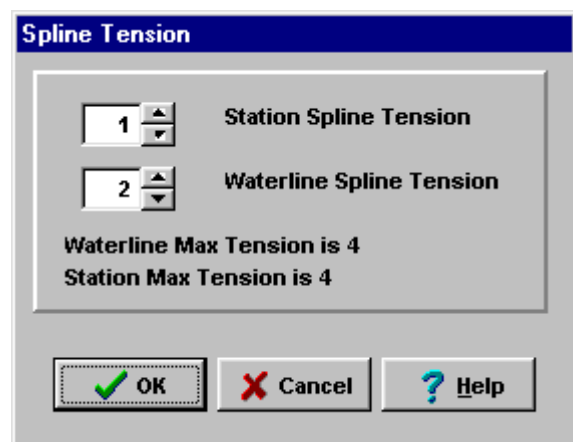 Spline Tension
1 Station Spline Tension
2 Waterline Spline Tension
Waterline Max Tension is 4
Station Max Tension is 4
OK Cancel Help